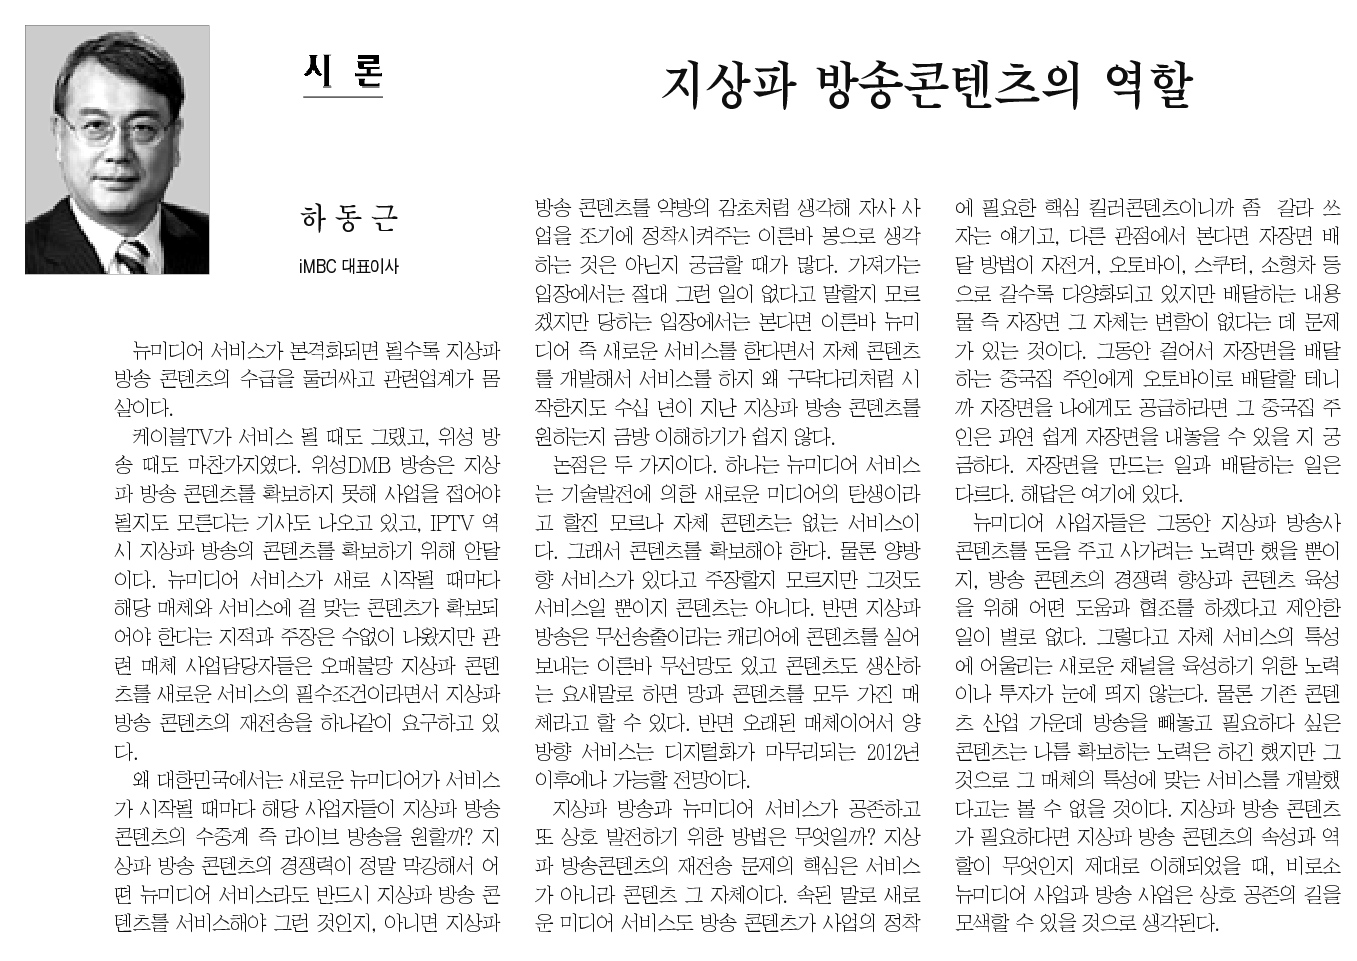 시 론
지상파 방송콘텐츠의 역할
하 동 근
iMBC 대표이사
뉴미디어 서비스가 본격화되면 될수록 지상파
방송 콘텐츠의 수급을 둘러싸고 관련업계가 몸
살이다.
케이블TV가 서비스 될 때도 그랬고, 위성 방
송 때도 마찬가지였다. 위성DMB 방송은 지상
파 방송 콘텐츠를 확보하지 못해 사업을 접어야
될지도 모른다는 기사도 나오고 있고, IPTV 역
시 지상파 방송의 콘텐츠를 확보하기 위해 안달
이다. 뉴미디어 서비스가 새로 시작될 때마다
해당 매체와 서비스에 걸 맞는 콘텐츠가 확보되
어야 한다는 지적과 주장은 수없이 나왔지만 관
련 매체 사업담당자들은 오매불망 지상파 콘텐
츠를 새로운 서비스의 필수조건이라면서 지상파
방송 콘텐츠의 재전송을 하나같이 요구하고 있
다.
왜 대한민국에서는 새로운 뉴미디어가 서비스
가 시작될 때마다 해당 사업자들이 지상파 방송
콘텐츠의 수중계 즉 라이브 방송을 원할까? 지
상파 방송 콘텐츠의 경쟁력이 정말 막강해서 어
떤 뉴미디어 서비스라도 반드시 지상파 방송 콘
텐츠를 서비스해야 그런 것인지, 아니면 지상파
방송 콘텐츠를 약방의 감초처럼 생각해 자사 사
업을 조기에 정착시켜주는 이른바 봉으로 생각
하는 것은 아닌지 궁금할 때가 많다. 가져가는
입장에서는 절대 그런 일이 없다고 말할지 모르
겠지만 당하는 입장에서는 본다면 이른바 뉴미
디어 즉 새로운 서비스를 한다면서 자체 콘텐츠
를 개발해서 서비스를 하지 왜 구닥다리처럼 시
작한지도 수십 년이 지난 지상파 방송 콘텐츠를
원하는지 금방 이해하기가 쉽지 않다.
논점은 두 가지이다. 하나는 뉴미디어 서비스
는 기술발전에 의한 새로운 미디어의 탄생이라
고 할진 모르나 자체 콘텐츠는 없는 서비스이
다. 그래서 콘텐츠를 확보해야 한다. 물론 양방
향 서비스가 있다고 주장할지 모르지만 그것도
서비스일 뿐이지 콘텐츠는 아니다. 반면 지상파
방송은 무선송출이라는 캐리어에 콘텐츠를 실어
보내는 이른바 무선망도 있고 콘텐츠도 생산하
는 요새말로 하면 망과 콘텐츠를 모두 가진 매
체라고 할 수 있다. 반면 오래된 매체이어서 양
방향 서비스는 디지털화가 마무리되는 2012년
이후에나 가능할 전망이다.
지상파 방송과 뉴미디어 서비스가 공존하고
또 상호 발전하기 위한 방법은 무엇일까? 지상
파 방송콘텐츠의 재전송 문제의 핵심은 서비스
가 아니라 콘텐츠 그 자체이다. 속된 말로 새로
운 미디어 서비스도 방송 콘텐츠가 사업의 정착
에 필요한 핵심 킬러콘텐츠이니까 좀 갈라 쓰
자는 얘기고, 다른 관점에서 본다면 자장면 배
달 방법이 자전거, 오토바이, 스쿠터, 소형차 등
으로 갈수록 다양화되고 있지만 배달하는 내용
물 즉 자장면 그 자체는 변함이 없다는 데 문제
가 있는 것이다. 그동안 걸어서 자장면을 배달
하는 중국집 주인에게 오토바이로 배달할 테니
까 자장면을 나에게도 공급하라면 그 중국집 주
인은 과연 쉽게 자장면을 내놓을 수 있을 지 궁
금하다. 자장면을 만드는 일과 배달하는 일은
다르다. 해답은 여기에 있다.
뉴미디어 사업자들은 그동안 지상파 방송사
콘텐츠를 돈을 주고 사가려는 노력만 했을 뿐이
지, 방송 콘텐츠의 경쟁력 향상과 콘텐츠 육성
을 위해 어떤 도움과 협조를 하겠다고 제안한
일이 별로 없다. 그렇다고 자체 서비스의 특성
에 어울리는 새로운 채널을 육성하기 위한 노력
이나 투자가 눈에 띄지 않는다. 물론 기존 콘텐
츠 산업 가운데 방송을 빼놓고 필요하다 싶은
콘텐츠는 나름 확보하는 노력은 하긴 했지만 그
것으로 그 매체의 특성에 맞는 서비스를 개발했
다고는 볼 수 없을 것이다. 지상파 방송 콘텐츠
가 필요하다면 지상파 방송 콘텐츠의 속성과 역
할이 무엇인지 제대로 이해되었을 때, 비로소
뉴미디어 사업과 방송 사업은 상호 공존의 길을
모색할 수 있을 것으로 생각된다.